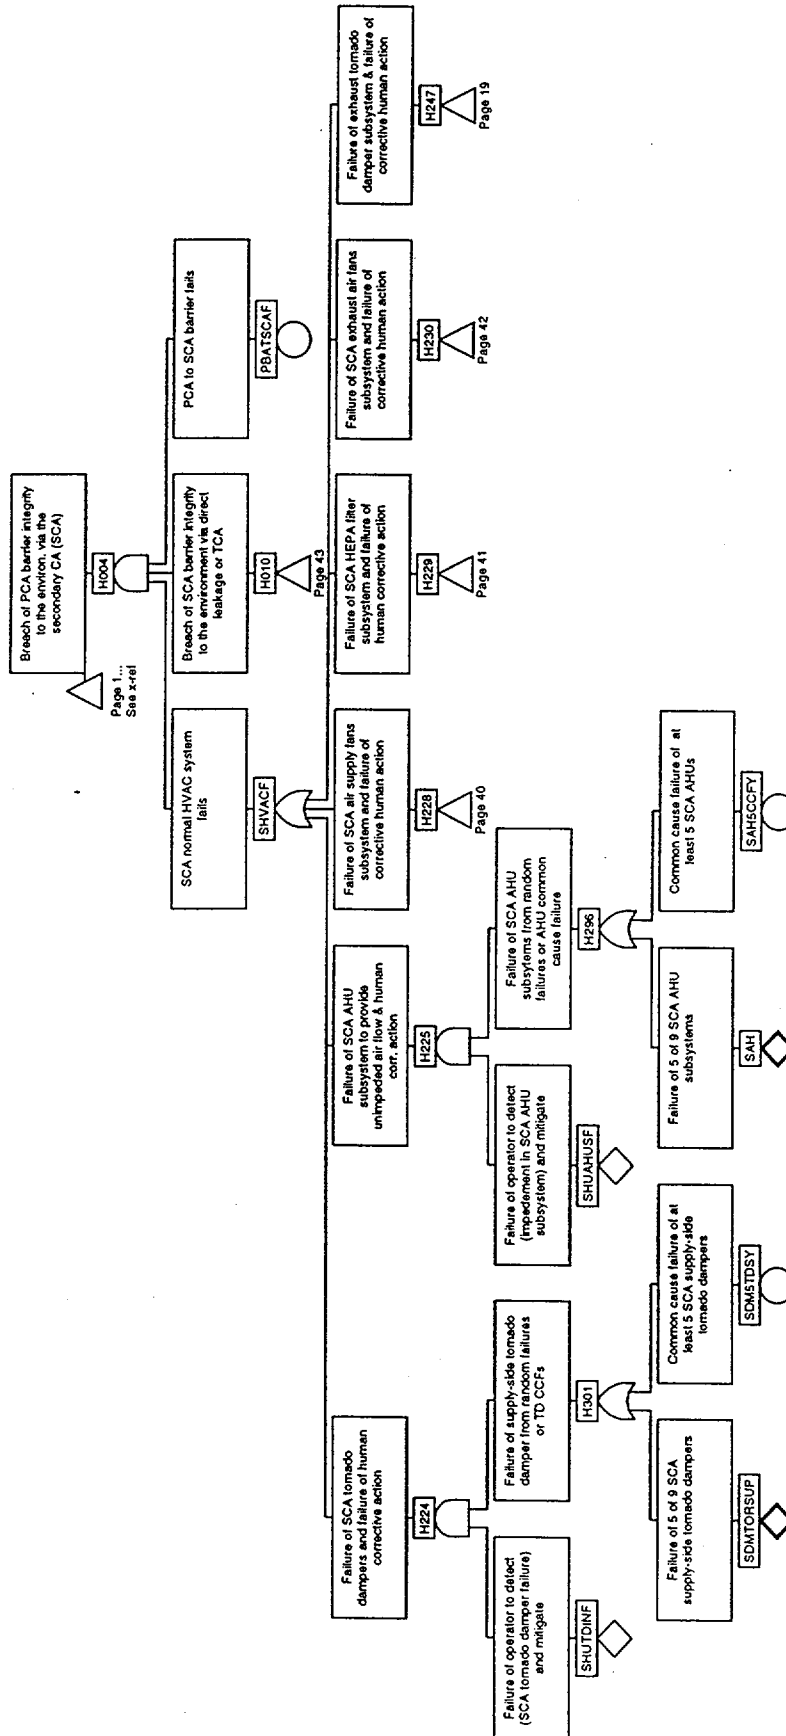 Breach of PCA barrier integrity
to the environ. via the
secondary CA (SCA)
H004
Page 1...
See x-ref
SCA normal HVAC system
fails
SHVACF
Breach of SCA barrier integrity
to the environment via direct
leakage or TCA
H010
Page 43
PCA to SCA barrier fails
PBATSCAF
Failure of SCA tornado
dampers and failure of human
corrective action
H224
Failure of SCA AHU
subsystem to provide
unimpeded air flow & human
corr. action
H225
Failure of SCA air supply fans
subsystem and failure of
corrective human action
H228
Page 40
Failure of SCA HEPA filter
subsystem and failure of
human corrective action
H229
Page 41
Failure of SCA exhaust air fans
subsystem and failure of
corrective human action
H230
Page 42
Failure of exhaust tornado
damper subsystem & failure of
corrective human action
H247
Page 19
Failure of operator to detect
(SCA tornado damper failure)
and mitigate
SHUTDINF
Failure of supply-side tornado
damper from random failures
or TD CCFs
H301
Failure of operator to detect
(impedement in SCA AHU
subsystem) and mitigate
SHUAHUSF
Failure of SCA AHU
subsytems from random
failures or AHU common
cause failure
H296
Failure of 5 of 9 SCA
supply-side tornado dampers
SDMTORSUP
Common cause failure of at
least 5 SCA supply-side
tornado dampers
SDM5TDSY
Failure of 5 of 9 SCA AHU
subsystems
SAH
Common cause failure of at
least 5 SCA AHUs
SAH5CCFY